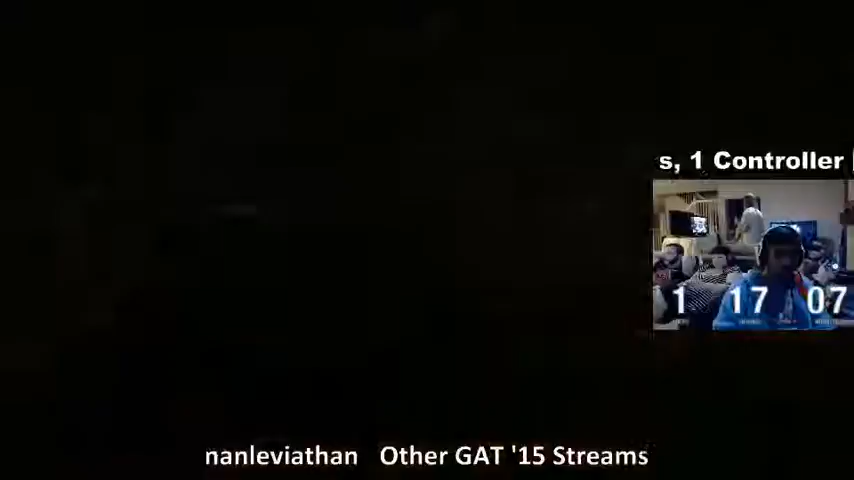 s, 1 Controller
1 17 07
nanleviathan Other GAT '15 Streams